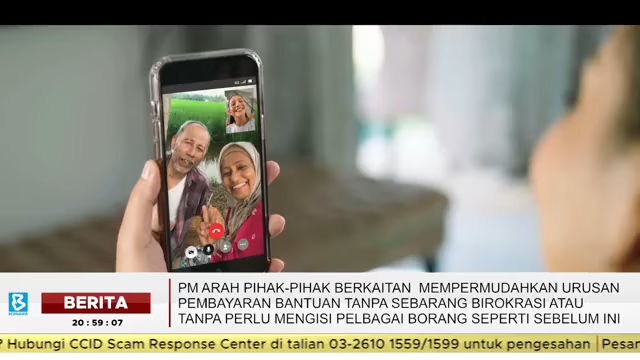 PM ARAH PIHAK-PIHAK BERKAITAN MEMPERMUDAHKAN URUSAN
PEMBAYARAN BANTUAN TANPA SEBARANG BIROKRASI ATAU
TANPA PERLU MENGISI PELBAGAI BORANG SEPERTI SEBELUM INI
BERITA
20:59:07
? Hubungi CCID Scam Response Center di talian 03-2610 1559/1599 untuk pengesahan | Pesar